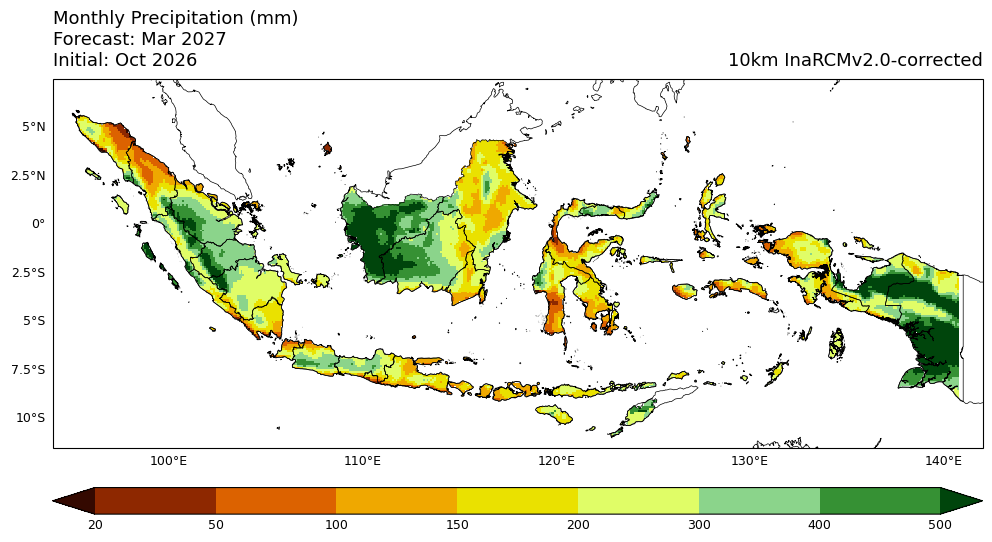 Monthly Precipitation (mm)
Forecast: Mar 2027
Initial: Oct 2026
10km InaRCMv2.0-corrected
5°N
2.5°N
0°
2.5°S
5°S
7.5°S
10°S
100°E 110°E 120°E 130°E 140°E
20 50 100 150 200 300 400 500